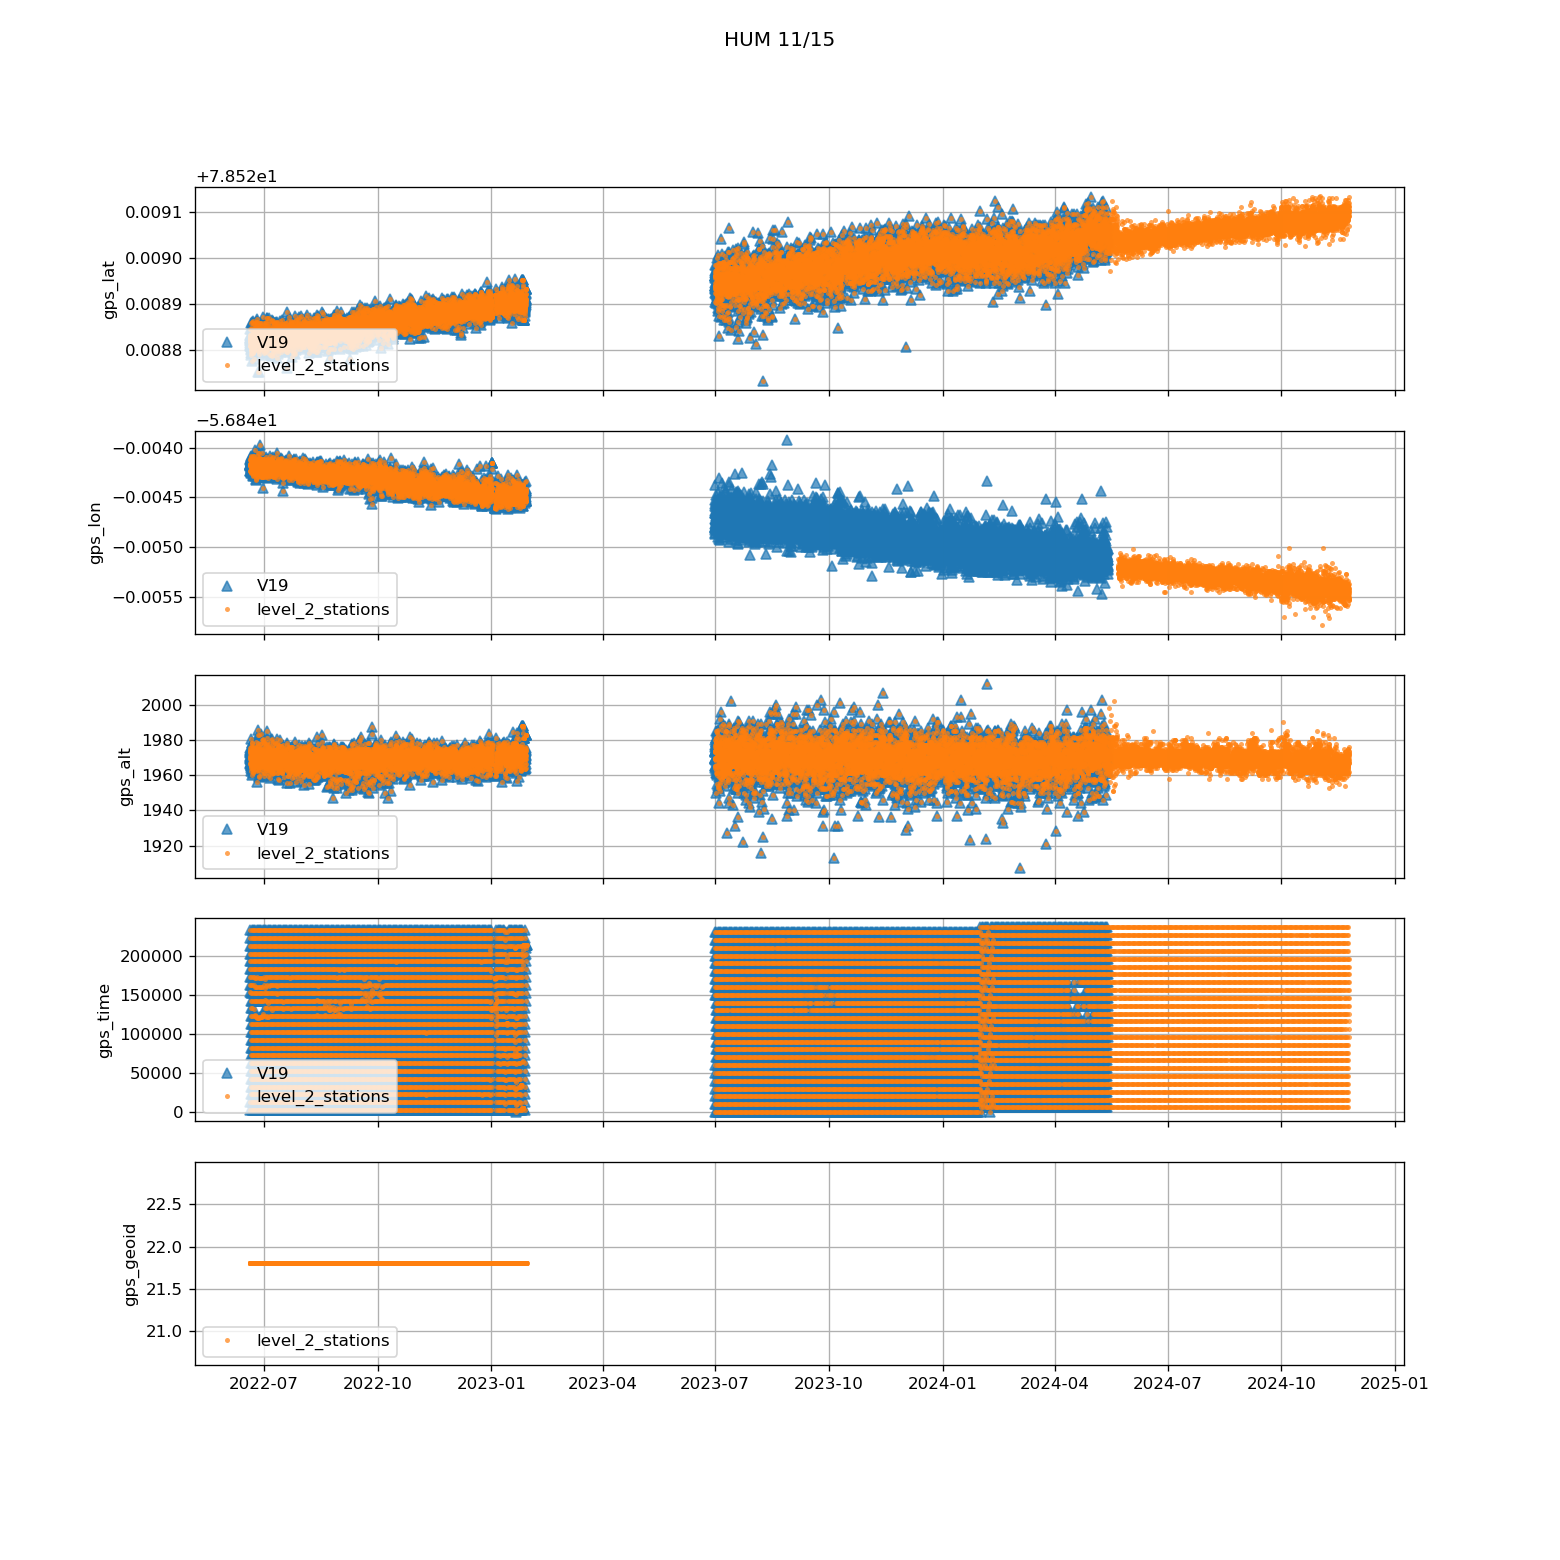 HUM 11/15
+7.852e1
0.0091
0.0090
0.0089
0.0088
gps_lat
V19
level_2_stations
−5.684e1
−0.0040
−0.0045
−0.0050
−0.0055
gps_lon
V19
level_2_stations
2000
1980
1960
1940
1920
gps_alt
V19
level_2_stations
200000
150000
100000
50000
0
gps_time
V19
level_2_stations
22.5
22.0
21.5
21.0
gps_geoid
level_2_stations
2022-07 2022-10 2023-01 2023-04 2023-07 2023-10 2024-01 2024-04 2024-07 2024-10 2025-01